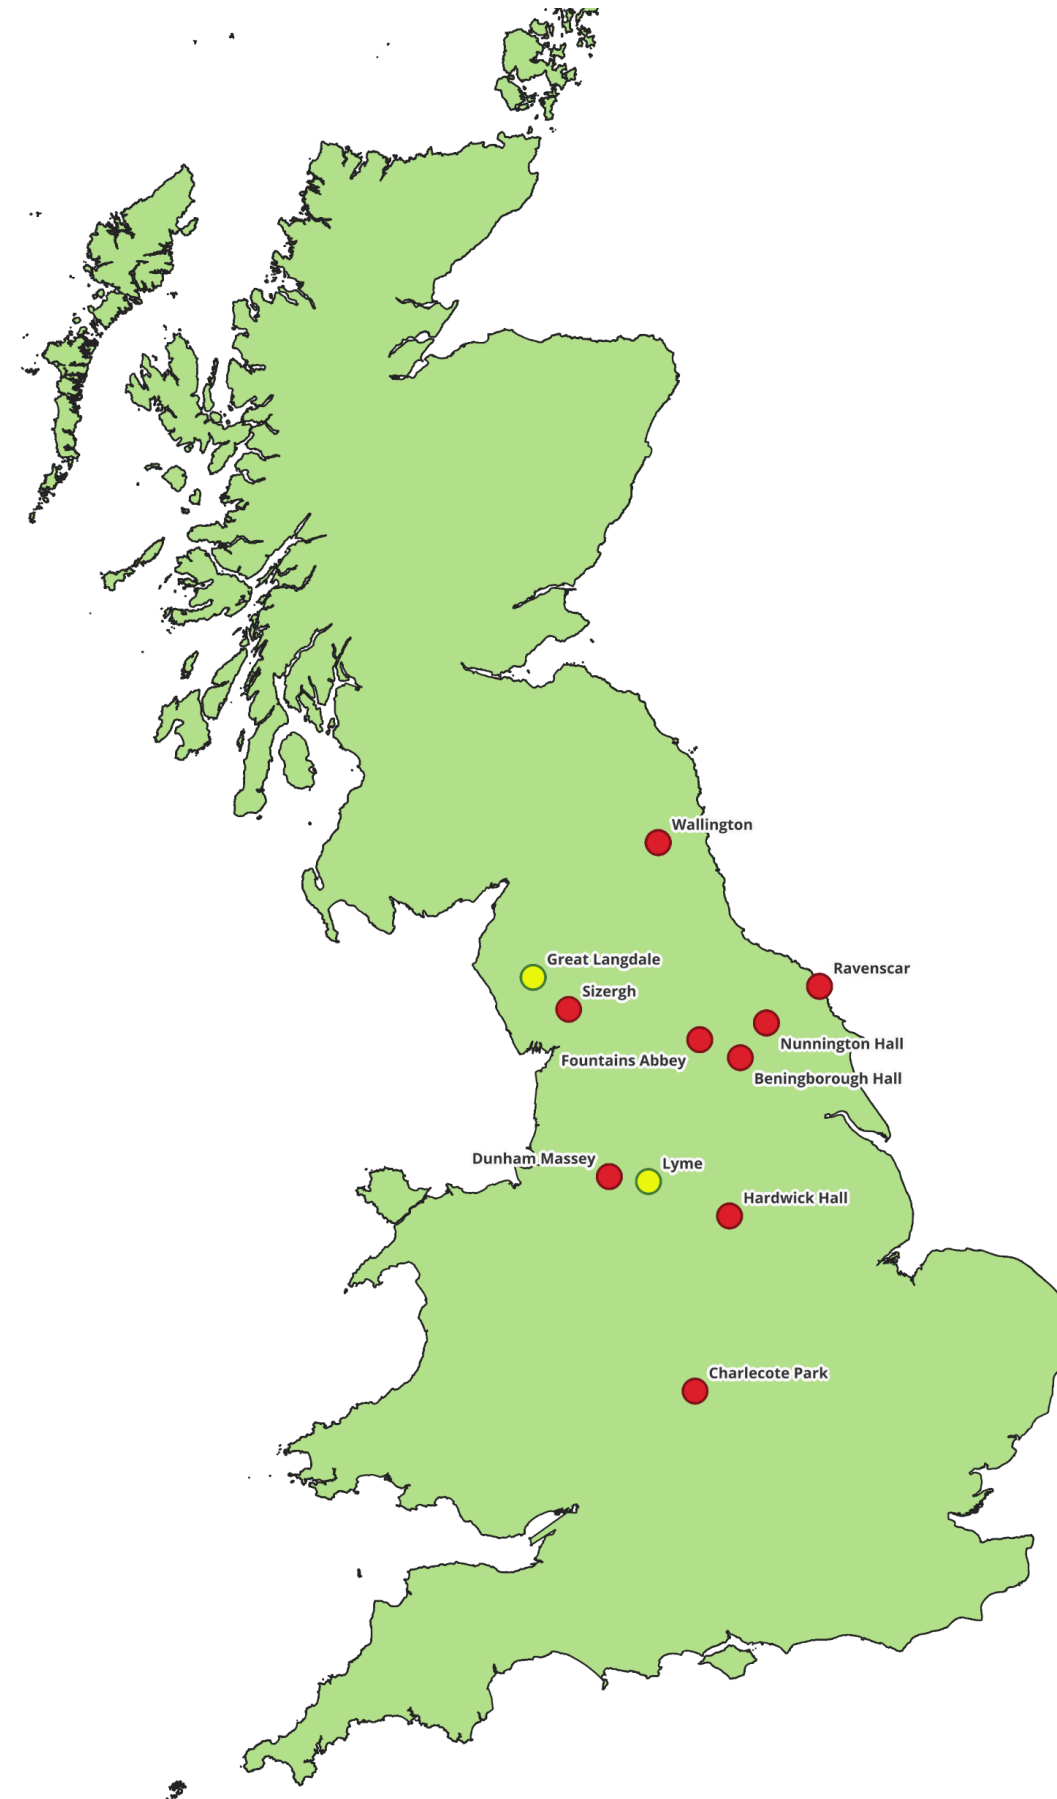 Wallington
Great Langdale
Ravenscar
Sizergh
Nunnington Hall
Fountains Abbey
Beningborough Hall
Dunham Massey
Lyme
Hardwick Hall
Charlecote Park